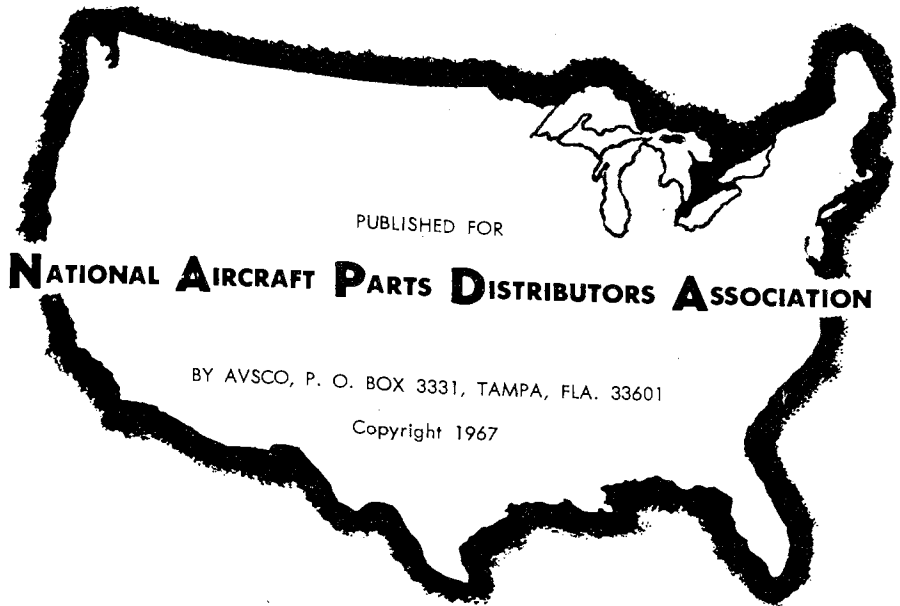 PUBLISHED FOR
NATIONAL AIRCRAFT PARTS DISTRIBUTORS ASSOCIATION
BY AVSCO, P. O. BOX 3331, TAMPA, FLA. 33601
Copyright 1967